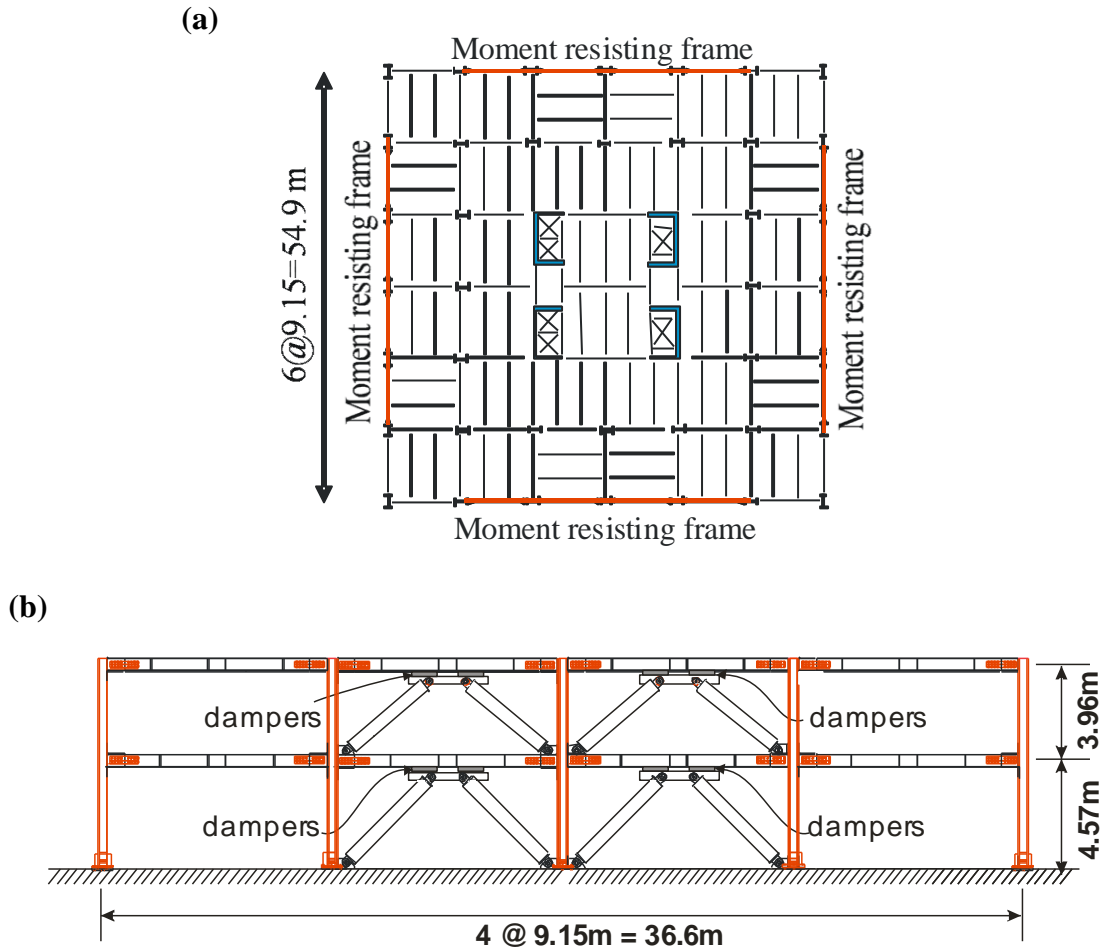 (a)
Moment resisting frame
6@9.15=54.9 m
Moment resisting frame
Moment resisting frame
Moment resisting frame
(b)
dampers
dampers
dampers
dampers
3.96m
4.57m
4 @ 9.15m = 36.6m